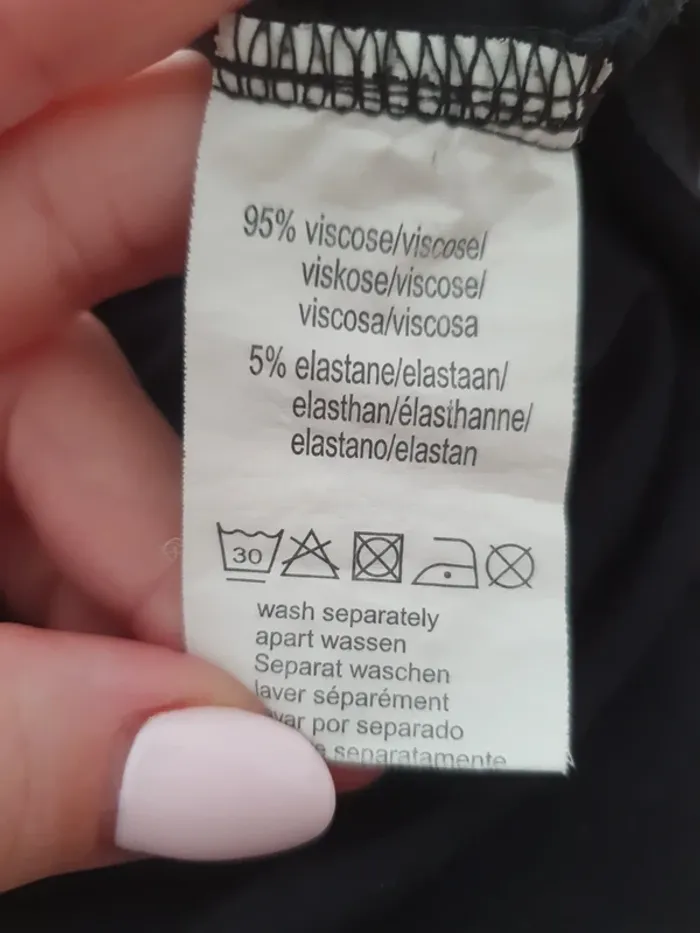 95% viscose/viscose/
viskose/viscose/
viscosa/viscosa
5% elastane/elastaan/
elasthan/élasthanne/
elastano/elastan
30
wash separately
apart wassen
Separat waschen
laver séparément
por separado
separatamente